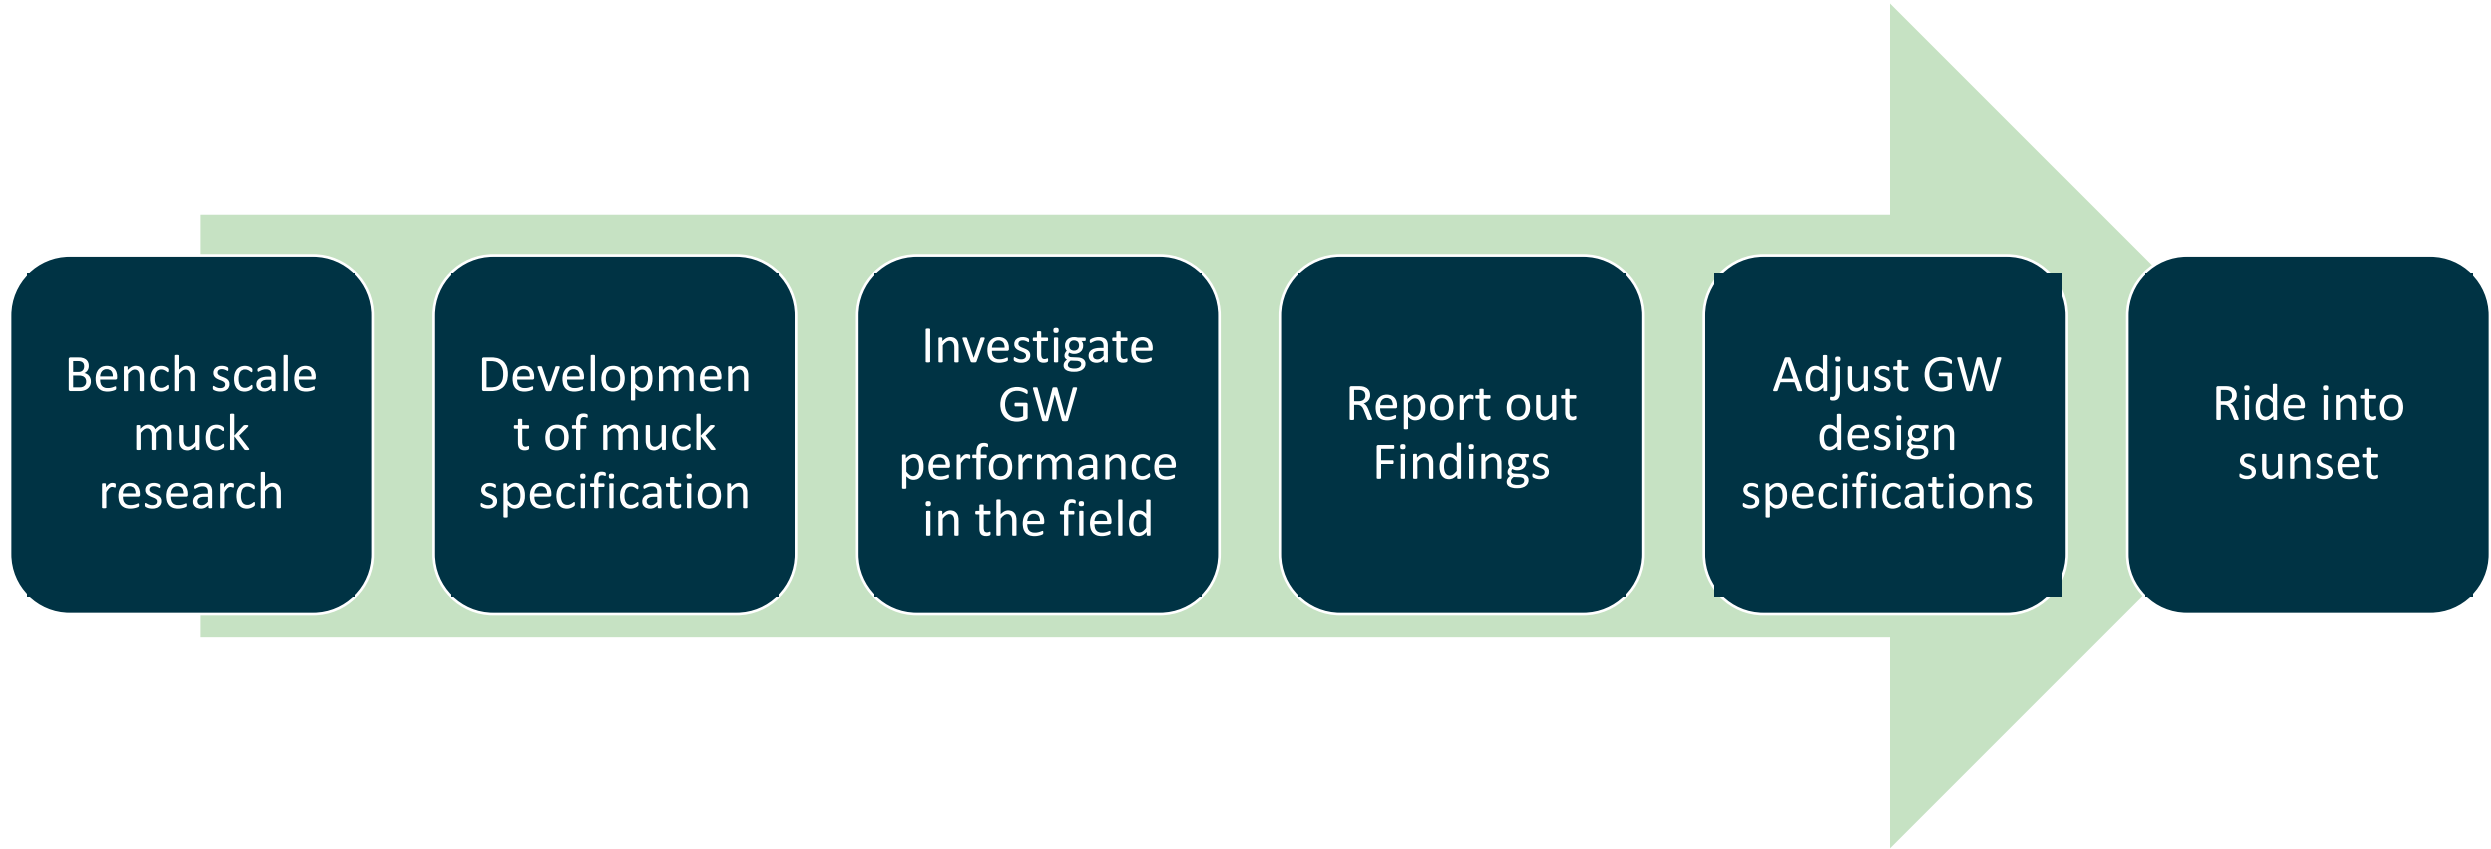 Bench scale
muck
research
Developmen
t of muck
specification
Investigate
GW
performance
in the field
Report out
Findings
Adjust GW
design
specifications
Ride into
sunset